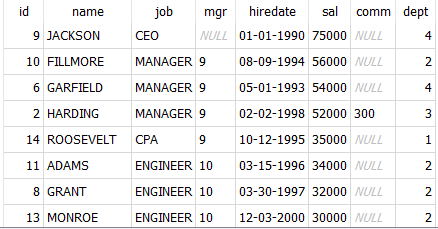 id name job mgr hiredate sal comm dept
9 JACKSON CEO NULL 01-01-1990 75000 NULL 4
10 FILLMORE MANAGER 9 08-09-1994 56000 NULL 2
6 GARFIELD MANAGER 9 05-01-1993 54000 NULL 4
2 HARDING MANAGER 9 02-02-1998 52000 300 3
14 ROOSEVELT CPA 9 10-12-1995 35000 NULL 1
11 ADAMS ENGINEER 10 03-15-1996 34000 NULL 2
8 GRANT ENGINEER 10 03-30-1997 32000 NULL 2
13 MONROE ENGINEER 10 12-03-2000 30000 NULL 2